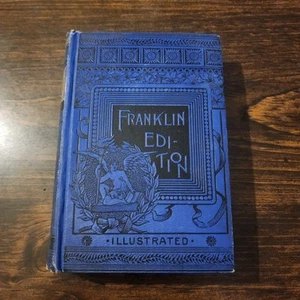 FRANKLIN
EDI-
TION
·ILLUSTRATED·